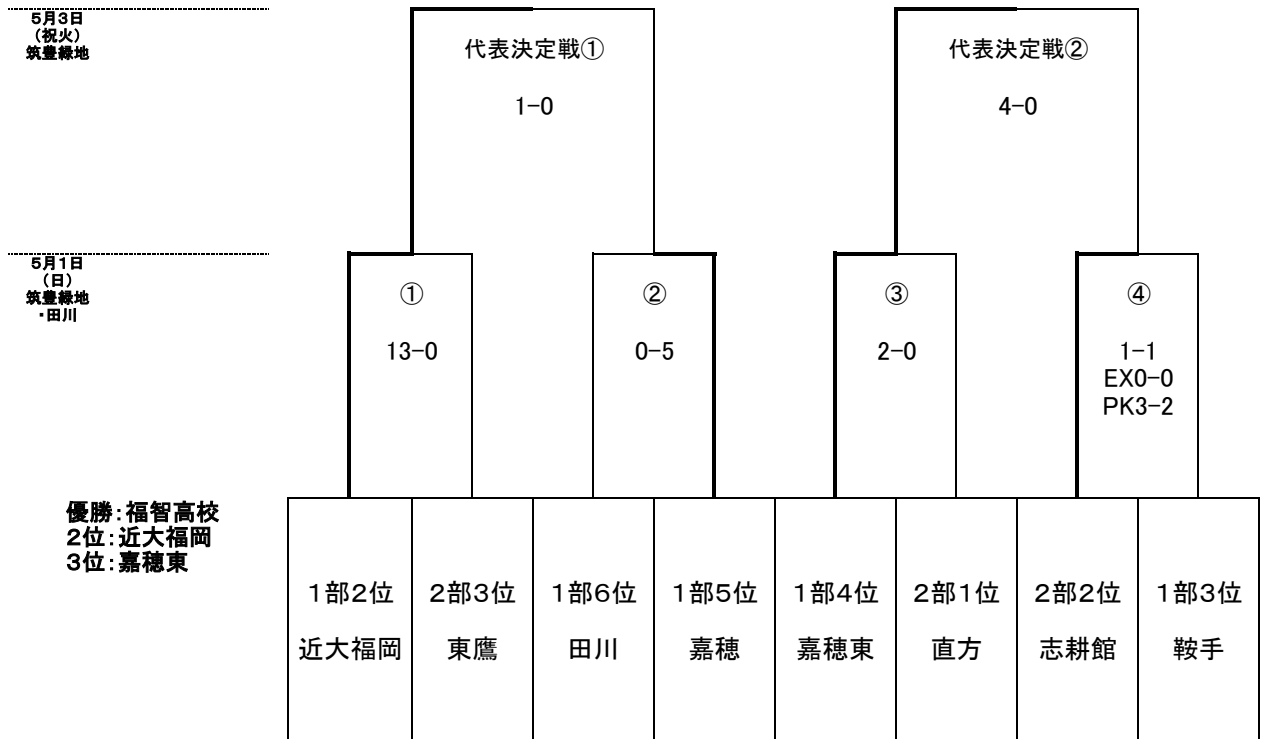 5月3日
(祝火)
筑豊緑地
代表決定戦①
1-0
代表決定戦②
4-0
5月1日
(日)
筑豊緑地
・田川
①
13-0
②
0-5
③
2-0
④
1-1
EX0-0
PK3-2
優勝:福智高校
2位:近大福岡
3位:嘉穂東
1部2位
近大福岡
2部3位
東鷹
1部6位
田川
1部5位
嘉穂
1部4位
嘉穂東
2部1位
直方
2部2位
志耕館
1部3位
鞍手